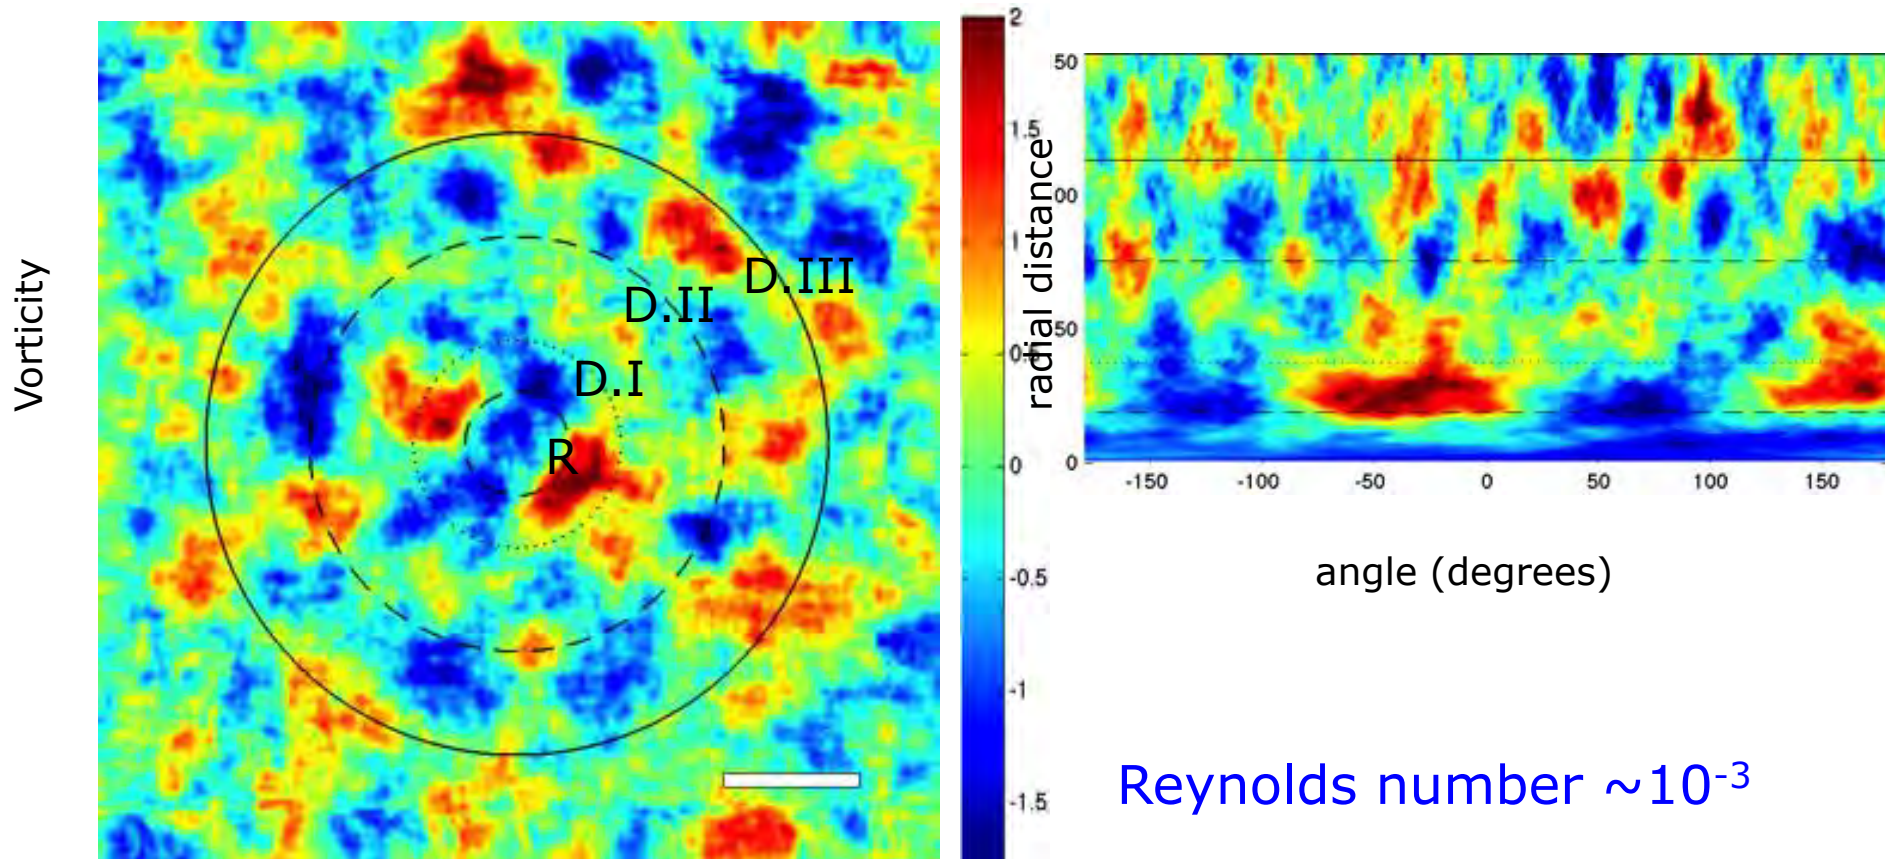 Vorticity
D.III
D.II
D.I
R
2
1.5
1
0.5
0
-0.5
-1
-1.5
radial distance
50
00
50
0
-150
-100
-50
0
50
100
150
angle (degrees)
Reynolds number ~10⁻³